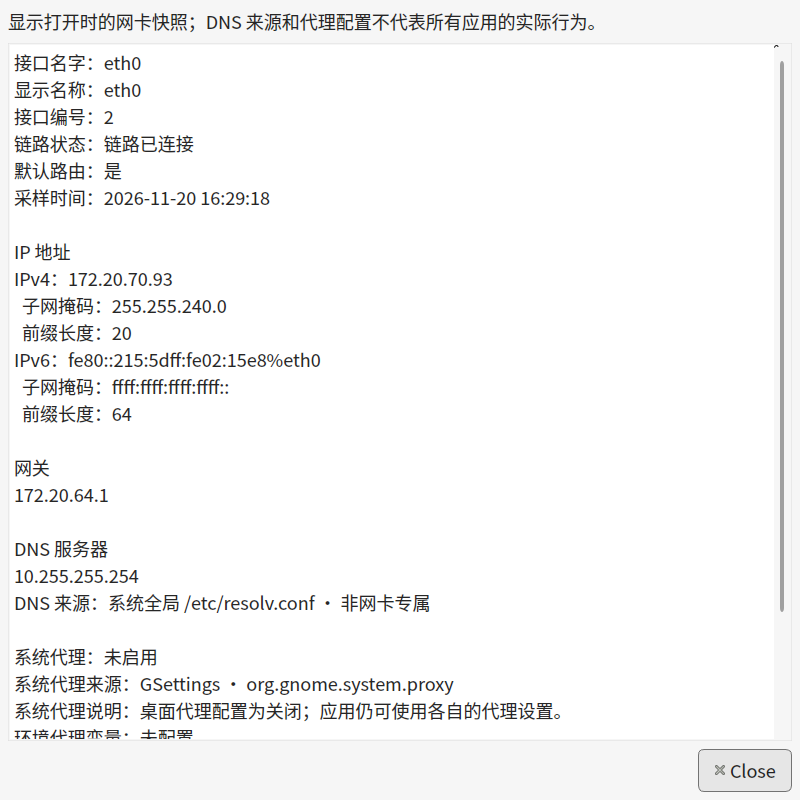 显示打开时的网卡快照；DNS 来源和代理配置不代表所有应用的实际行为。
接口名字：eth0
显示名称：eth0
接口编号：2
链路状态：链路已连接
默认路由：是
采样时间：2026-11-20 16:29:18
IP 地址
IPv4：172.20.70.93
子网掩码：255.255.240.0
前缀长度：20
IPv6：fe80::215:5dff:fe02:15e8%eth0
子网掩码：ffff:ffff:ffff:ffff::
前缀长度：64
网关
172.20.64.1
DNS 服务器
10.255.255.254
DNS 来源：系统全局 /etc/resolv.conf · 非网卡专属
系统代理：未启用
系统代理来源：GSettings · org.gnome.system.proxy
系统代理说明：桌面代理配置为关闭；应用仍可使用各自的代理设置。
环境代理变量：未配置
Close